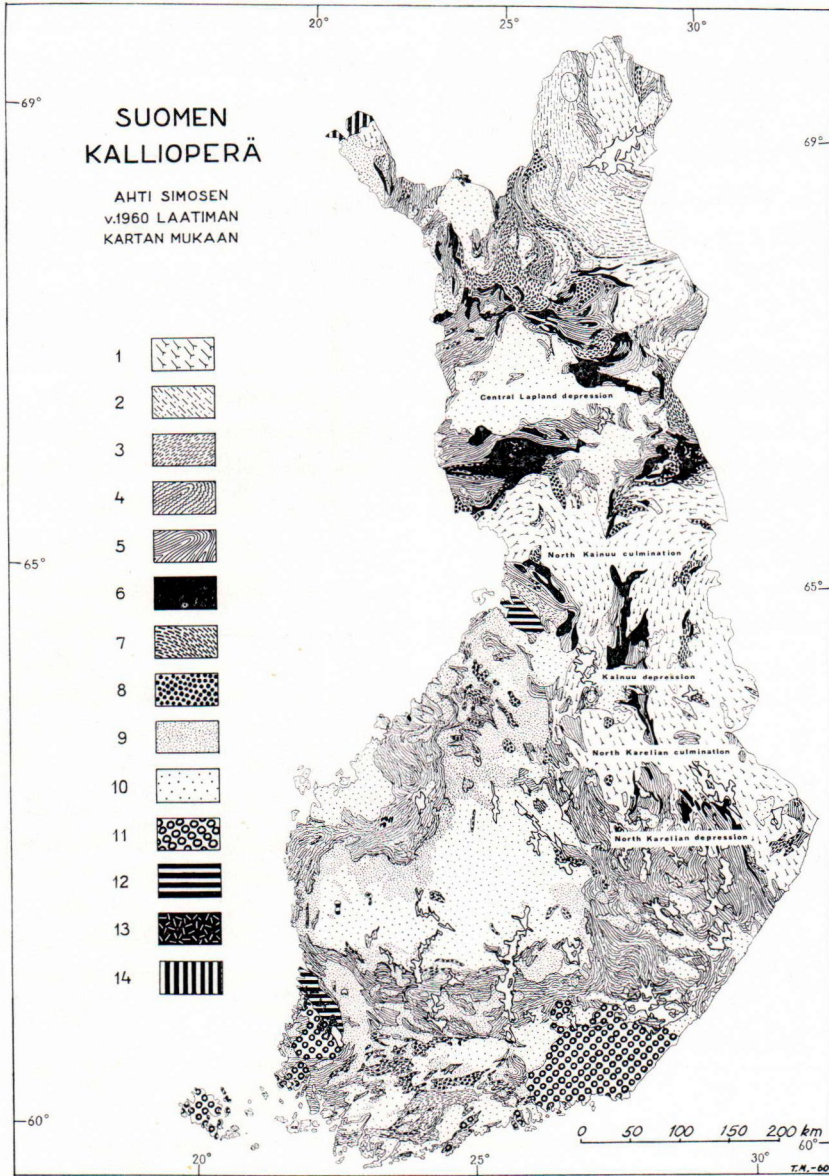 20°
25°
30°
69°
69°
SUOMEN
KALLIOPERÄ
AHTI SIMOSEN
v.1960 LAATIMAN
KARTAN MUKAAN
1
2
3
4
5
6
7
8
9
10
11
12
13
14
Central Lapland depression
North Kainuu culmination
65°
65°
Kainuu depression
North Karelian culmination
North Karelian depression
60°
60°
0 50 100 150 200 km
20°
25°
30°
T.M.-60